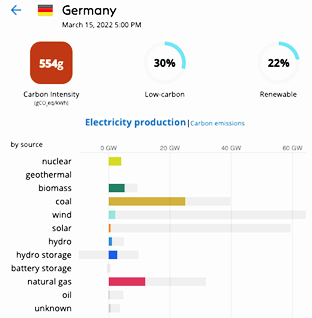 Germany
March 15, 2022 5:00 PM
554g
30%
22%
Carbon Intensity
(gCO₂eq/kWh)
Low-carbon
Renewable
Electricity production | Carbon emissions
by source
0 GW 20 GW 40 GW 60 GW
nuclear
geothermal
biomass
coal
wind
solar
hydro
hydro storage
battery storage
natural gas
oil
unknown